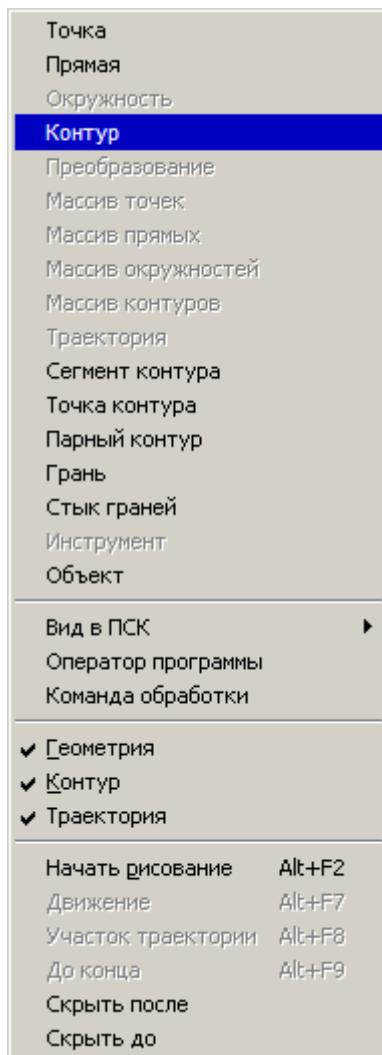 Точка
Прямая
Окружность
Контур
Преобразование
Массив точек
Массив прямых
Массив окружностей
Массив контуров
Траектория
Сегмент контура
Точка контура
Парный контур
Грань
Стык граней
Инструмент
Объект
Вид в ПСК
Оператор программы
Команда обработки
Геометрия
Контур
Траектория
Начать рисование Alt+F2
Движение Alt+F7
Участок траектории Alt+F8
До конца Alt+F9
Скрыть после
Скрыть до